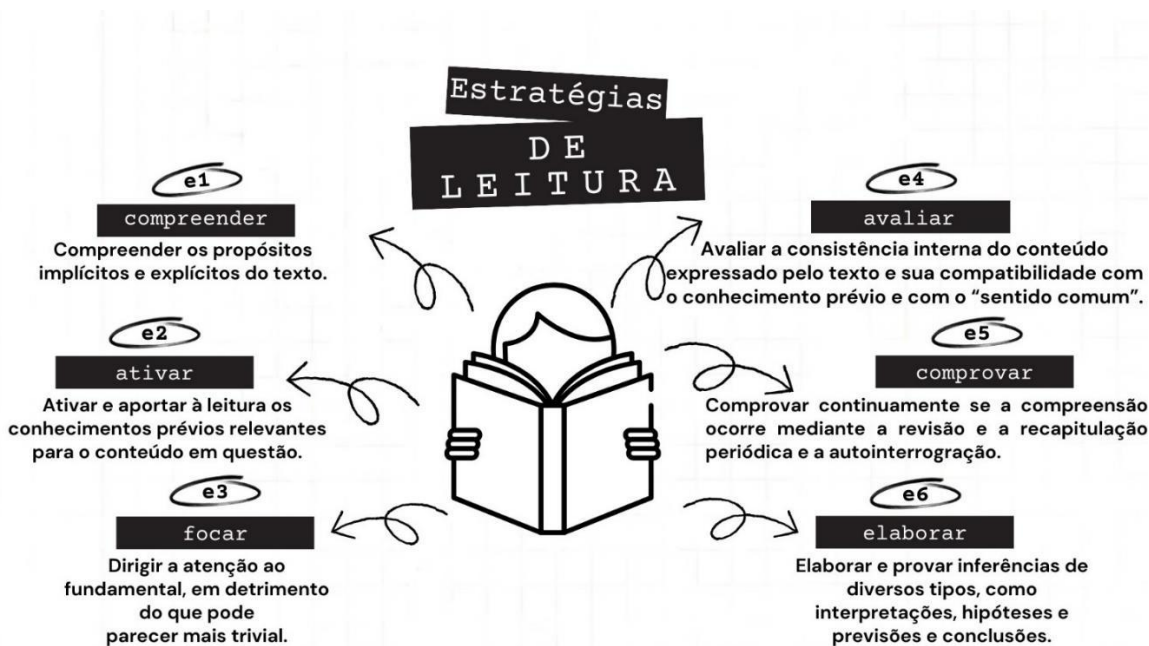 Estratégias
DE
LEITURA
e1
compreender
Compreender os propósitos
implícitos e explícitos do texto.
e2
ativar
Ativar e aportar à leitura os
conhecimentos prévios relevantes
para o conteúdo em questão.
e3
focar
Dirigir a atenção ao
fundamental, em detrimento
do que pode
parecer mais trivial.
e4
avaliar
Avaliar a consistência interna do conteúdo
expressado pelo texto e sua compatibilidade com
o conhecimento prévio e com o “sentido comum”.
e5
comprovar
Comprovar continuamente se a compreensão
ocorre mediante a revisão e a recapitulação
periódica e a autointerrogração.
e6
elaborar
Elaborar e provar inferências de
diversos tipos, como
interpretações, hipóteses e
previsões e conclusões.